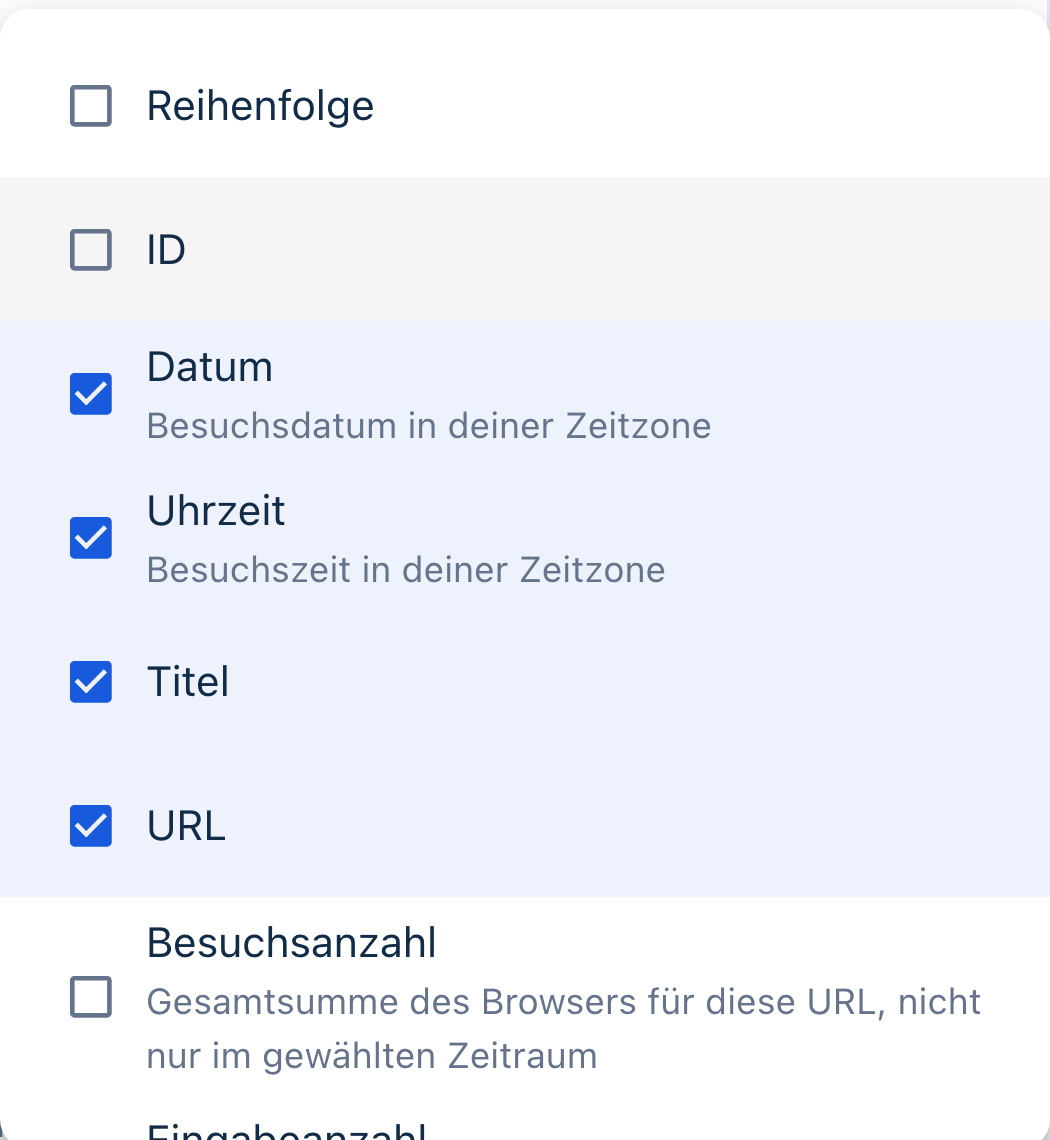 Reihenfolge
ID
Datum
Besuchsdatum in deiner Zeitzone
Uhrzeit
Besuchszeit in deiner Zeitzone
Titel
URL
Besuchsanzahl
Gesamtsumme des Browsers für diese URL, nicht
nur im gewählten Zeitraum
Eingabeanzahl